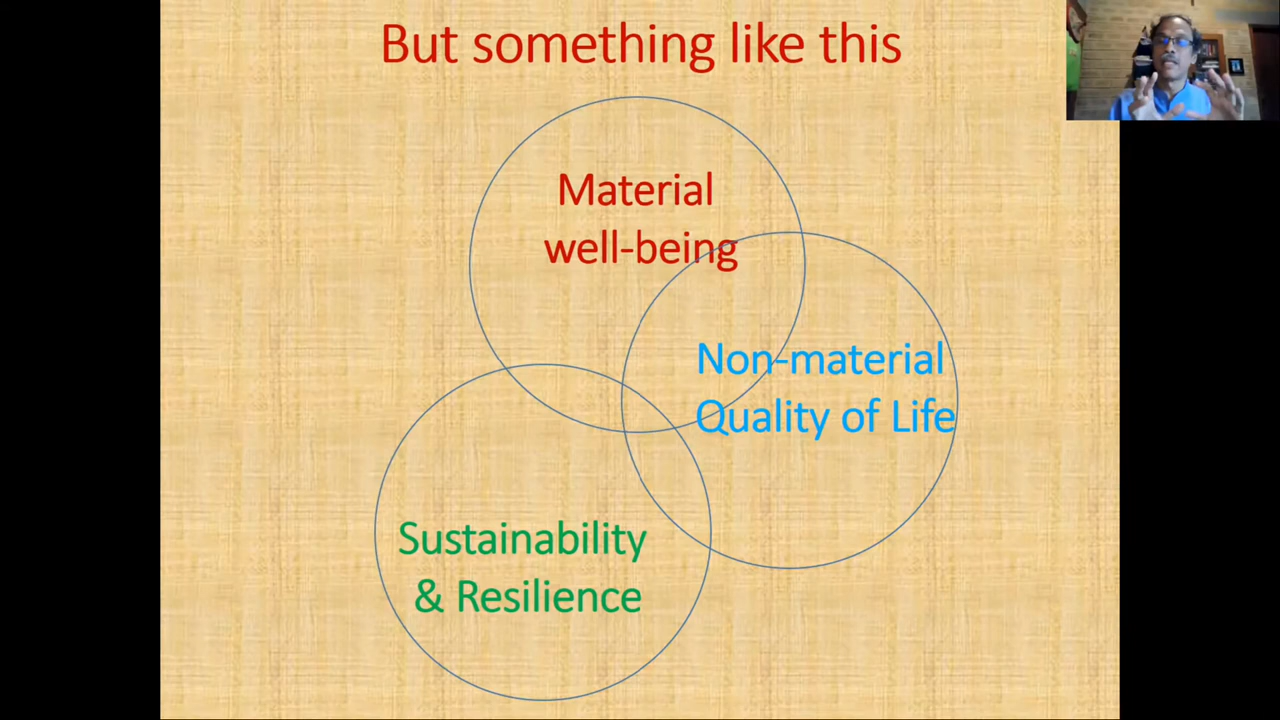 But something like this
Material
well-being
Non-material
Quality of Life
Sustainability
& Resilience